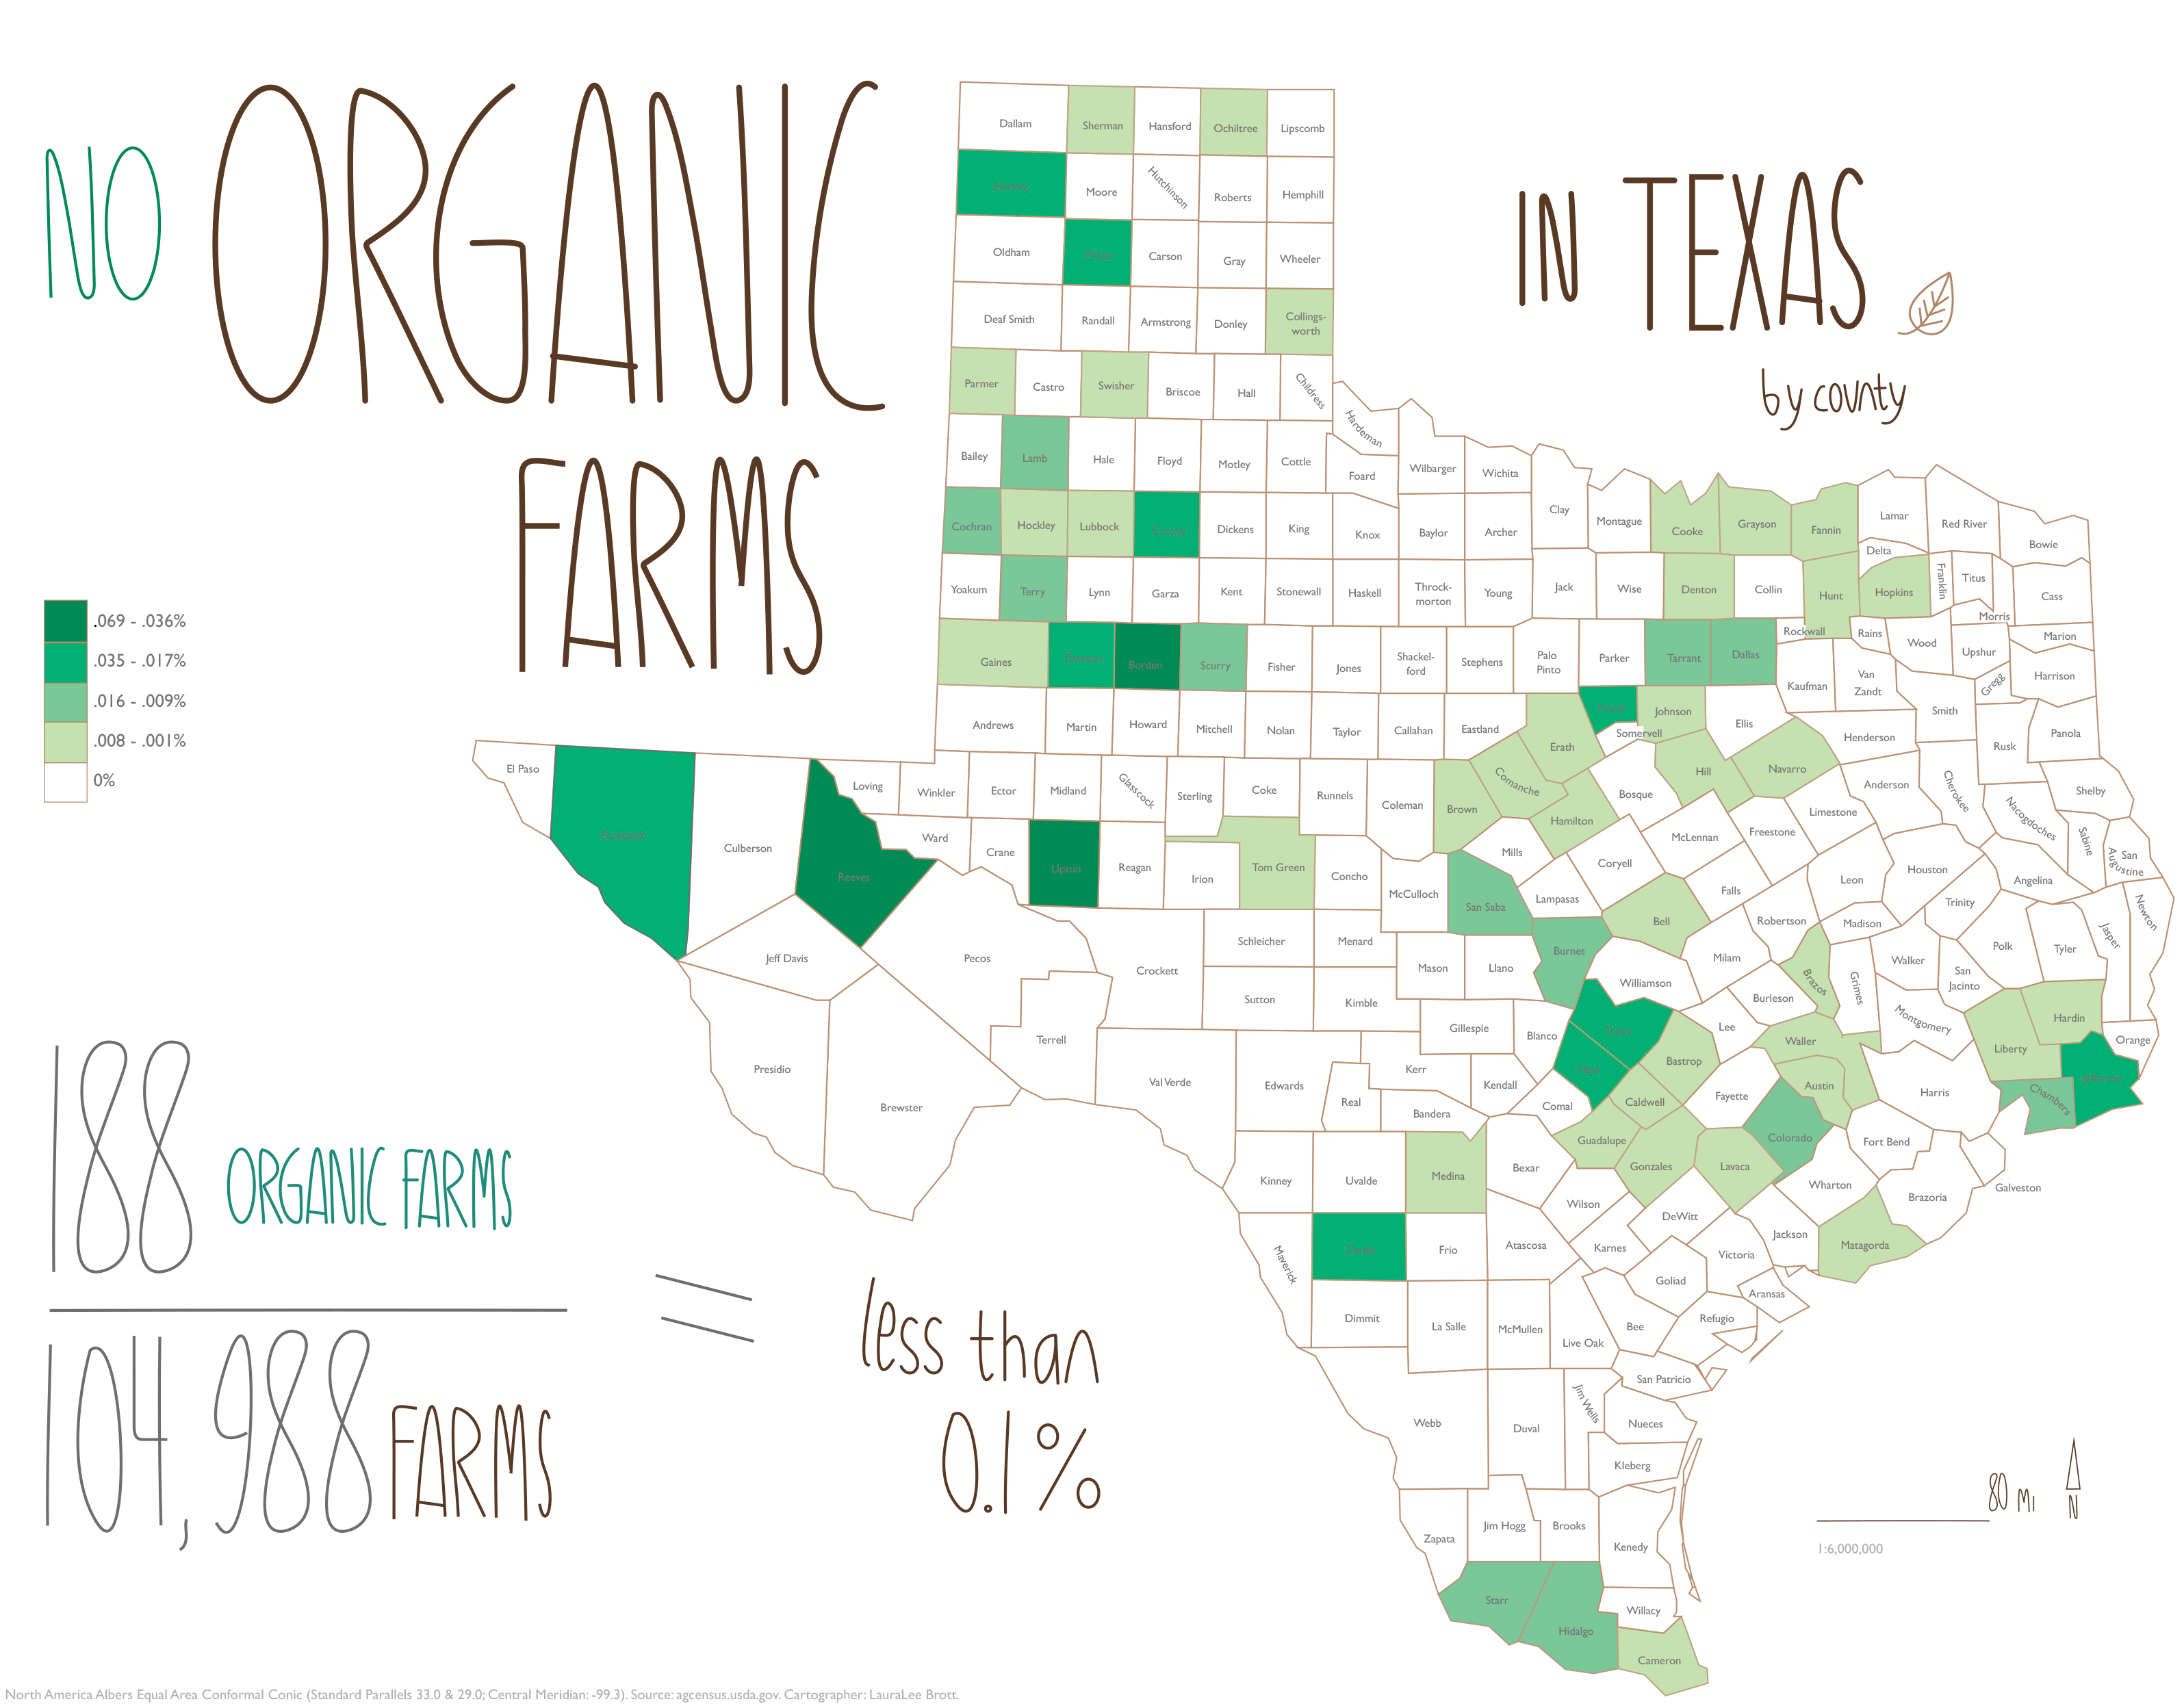 NO ORGANIC
FARMS
IN TEXAS
by county
.069 - .036%
.035 - .017%
.016 - .009%
.008 - .001%
0%
188 ORGANIC FARMS
104,988 FARMS
=
less than
0.1%
Dallam Sherman Hansford Ochiltree Lipscomb
Hartley Moore Hutchinson Roberts Hemphill
Oldham Potter Carson Gray Wheeler
Deaf Smith Randall Armstrong Donley Collings-
worth
Parmer Castro Swisher Briscoe Hall Childress
Hardeman
Bailey Lamb Hale Floyd Motley Cottle Foard Wilbarger Wichita
Clay Montague Cooke Grayson Fannin Lamar Red River Bowie
Cochran Hockley Lubbock Crosby Dickens King Knox Baylor Archer
Delta
Yoakum Terry Lynn Garza Kent Stonewall Haskell Throck-
morton Young Jack Wise Denton Collin Hunt Hopkins Franklin Titus Cass
Morris
Gaines Dawson Borden Scurry Fisher Jones Shackel-
ford Stephens Palo
Pinto Parker Tarrant Dallas Rockwall Rains Wood Upshur Marion
Kaufman Van
Zandt Gregg Harrison
Andrews Martin Howard Mitchell Nolan Taylor Callahan Eastland Erath Hood Johnson Ellis Smith
Somervell Henderson Rusk Panola
El Paso Hudspeth Culberson Reeves Loving Winkler Ector Midland Glasscock Sterling Coke Runnels Coleman Brown Comanche Hamilton Bosque Hill Navarro Anderson Cherokee Shelby
Ward Crane Upton Reagan Irion Tom Green Concho McCulloch Mills Coryell McLennan Freestone Limestone Nacogdoches Sabine San
Augustine
San Saba Lampasas Bell Falls Leon Houston Angelina
Jeff Davis Pecos Crockett Schleicher Menard Mason Llano Burnet Milam Robertson Madison Trinity Newton
Williamson Brazos Grimes Walker San
Jacinto Polk Tyler Jasper
Sutton Kimble Burleson Montgomery Hardin
Presidio Brewster Terrell Val Verde Edwards Gillespie Blanco Travis Lee Waller Liberty Orange
Kerr Kendall Hays Bastrop Austin Harris Chambers Jefferson
Real Bandera Comal Caldwell Fayette
Kinney Uvalde Medina Bexar Guadalupe Gonzales Lavaca Colorado Fort Bend
Wilson Wharton Brazoria Galveston
Maverick Zavala Frio Atascosa Karnes DeWitt Victoria Jackson Matagorda
Dimmit La Salle McMullen Live Oak Bee Goliad Refugio Aransas
San Patricio
Webb Duval Jim Wells Nueces
Kleberg
Zapata Jim Hogg Brooks Kenedy
Starr Hidalgo Willacy
Cameron
80 MI
N
1:6,000,000
North America Albers Equal Area Conformal Conic (Standard Parallels 33.0 & 29.0; Central Meridian: -99.3). Source: agcensus.usda.gov. Cartographer: LauraLee Brott.